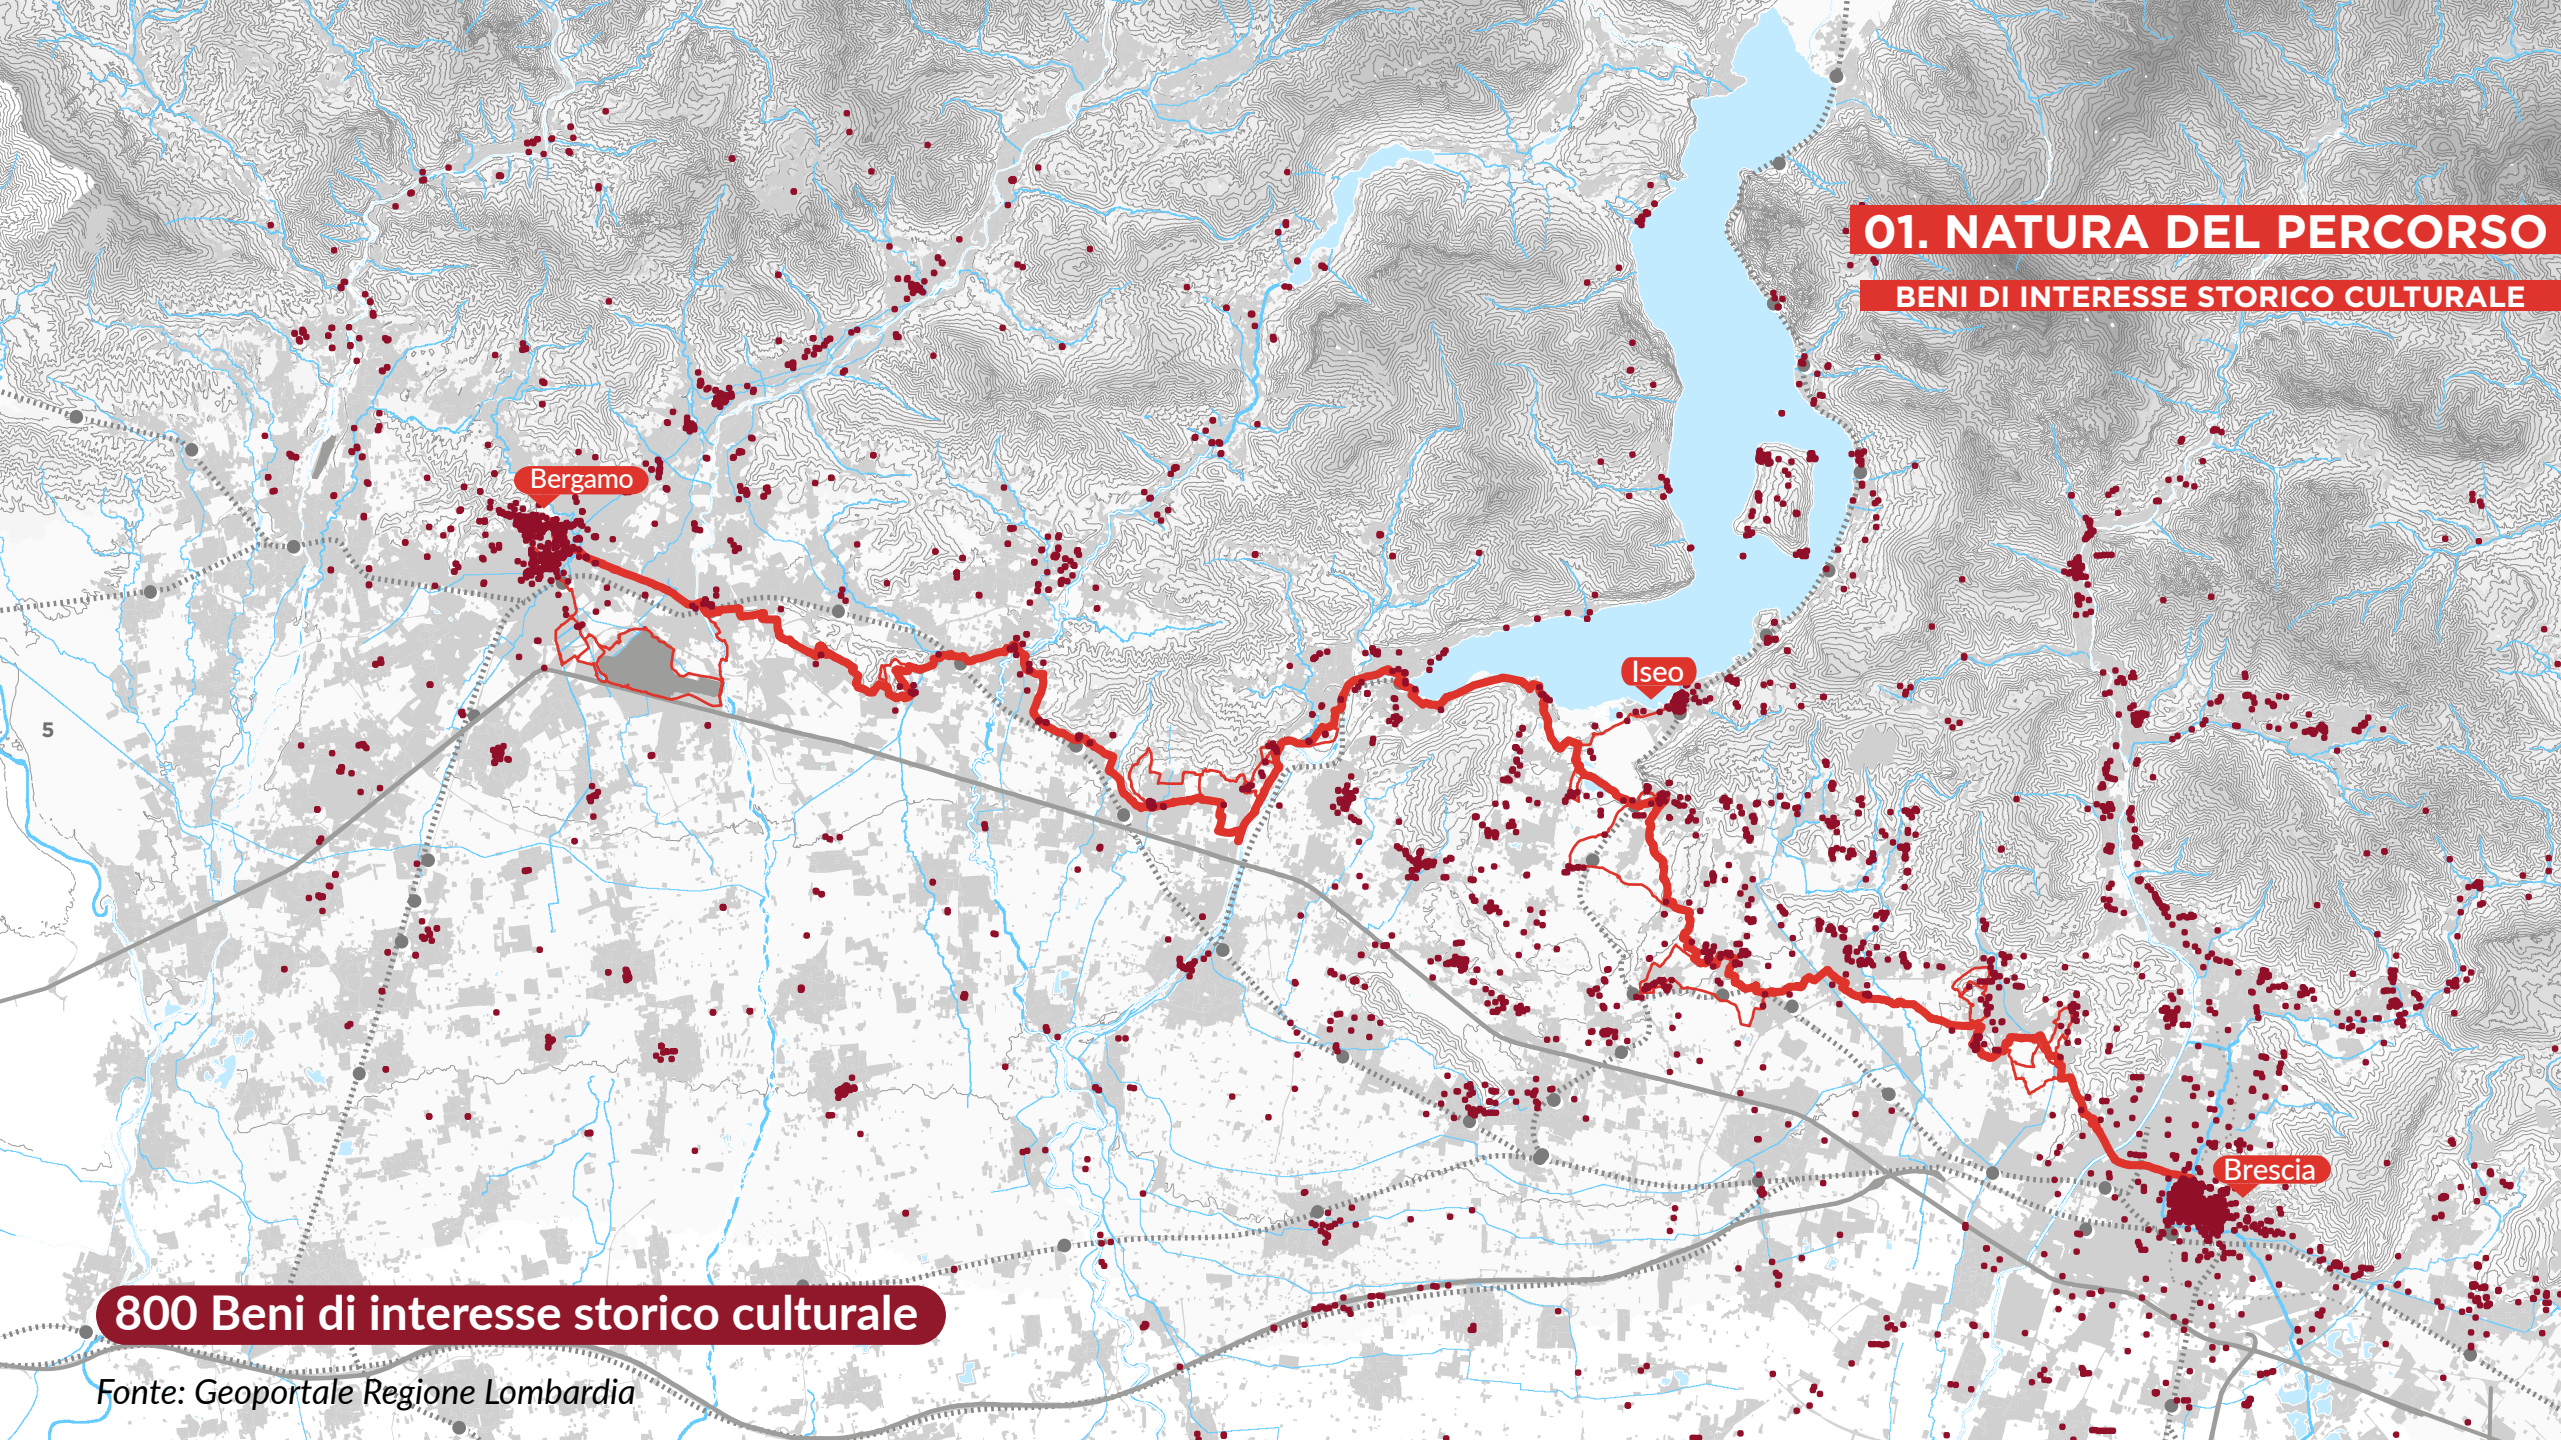 01. NATURA DEL PERCORSO
BENI DI INTERESSE STORICO CULTURALE
Bergamo
Iseo
5
Brescia
800 Beni di interesse storico culturale
Fonte: Geoportale Regione Lombardia